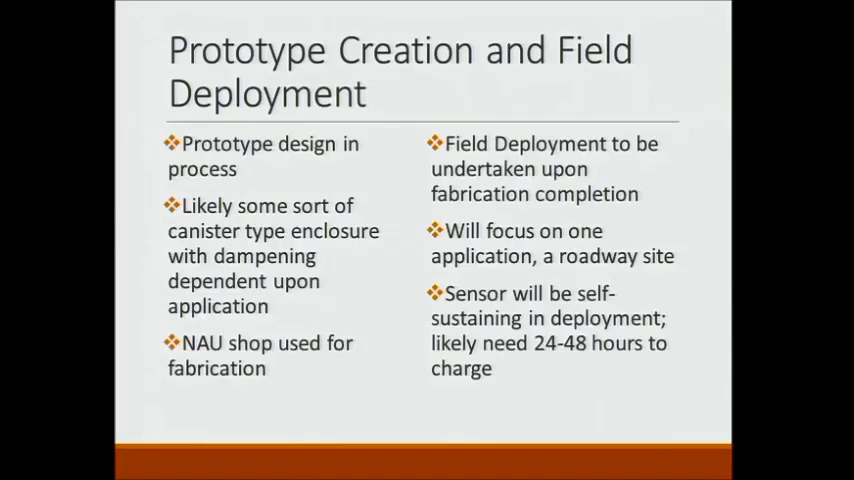 Prototype Creation and Field
Deployment
❖Prototype design in
process
❖Likely some sort of
canister type enclosure
with dampening
dependent upon
application
❖NAU shop used for
fabrication
❖Field Deployment to be
undertaken upon
fabrication completion
❖Will focus on one
application, a roadway site
❖Sensor will be self-
sustaining in deployment;
likely need 24-48 hours to
charge